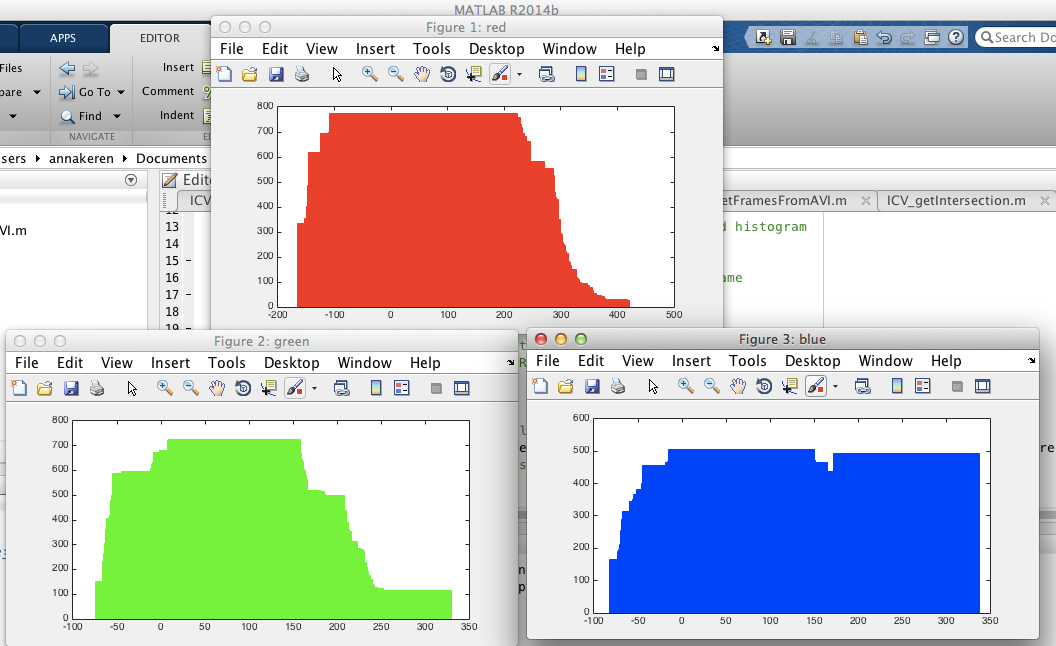 MATLAB R2014b
APPS
EDITOR
Figure 1: red
File Edit View Insert Tools Desktop Window Help
Search Do
Files
Insert
pare
Go To
Comment
Find
Indent
NAVIGATE
sers annakeren Documents
Edito
ICV
etFramesFromAVI.m
ICV_getIntersection.m
VI.m
13
14
15
16
17
18
19
d histogram
ame
800
700
600
500
400
300
200
100
0
-200 -100 0 100 200 300 400 500
Figure 2: green
File Edit View Insert Tools Desktop Window Help
800
700
600
500
400
300
200
100
0
-100 -50 0 50 100 150 200 250 300 350
Figure 3: blue
File Edit View Insert Tools Desktop Window Help
600
500
400
300
200
100
0
-100 -50 0 50 100 150 200 250 300 350
re